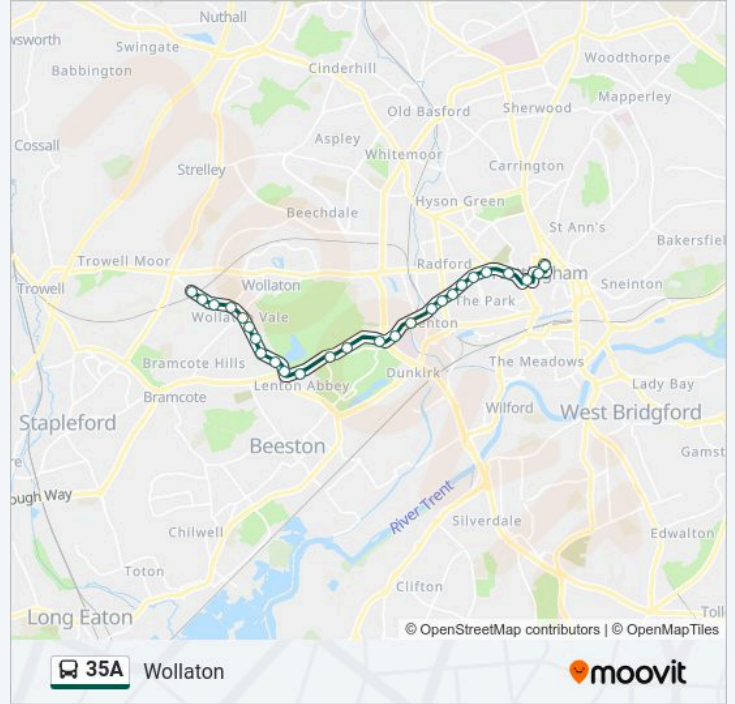 Nuthall
wsworth
Swingate
Babbington
Cinderhill
Woodthorpe
Mapperley
Old Basford
Sherwood
Cossall
Aspley
Whitemoor
Carrington
Strelley
Hyson Green
Beechdale
St Ann's
Bakersfiel
Trowell Moor
Radford
gham
Trowell
Wollaton
Sneinton
The Park
Wollat Vale
enton
Bramcote Hills
The Meadows
Dunkirk
Lenton Abbey
Lady Bay
Bramcote
Wilford
West Bridgford
Stapleford
Beeston
Gamst
re
ough Way
River Trent
Silverdale
Chilwell
Edwalton
Toton
Clifton
Long Eaton
Toll
© OpenStreetMap contributors | © OpenMapTiles
35A Wollaton
moovit